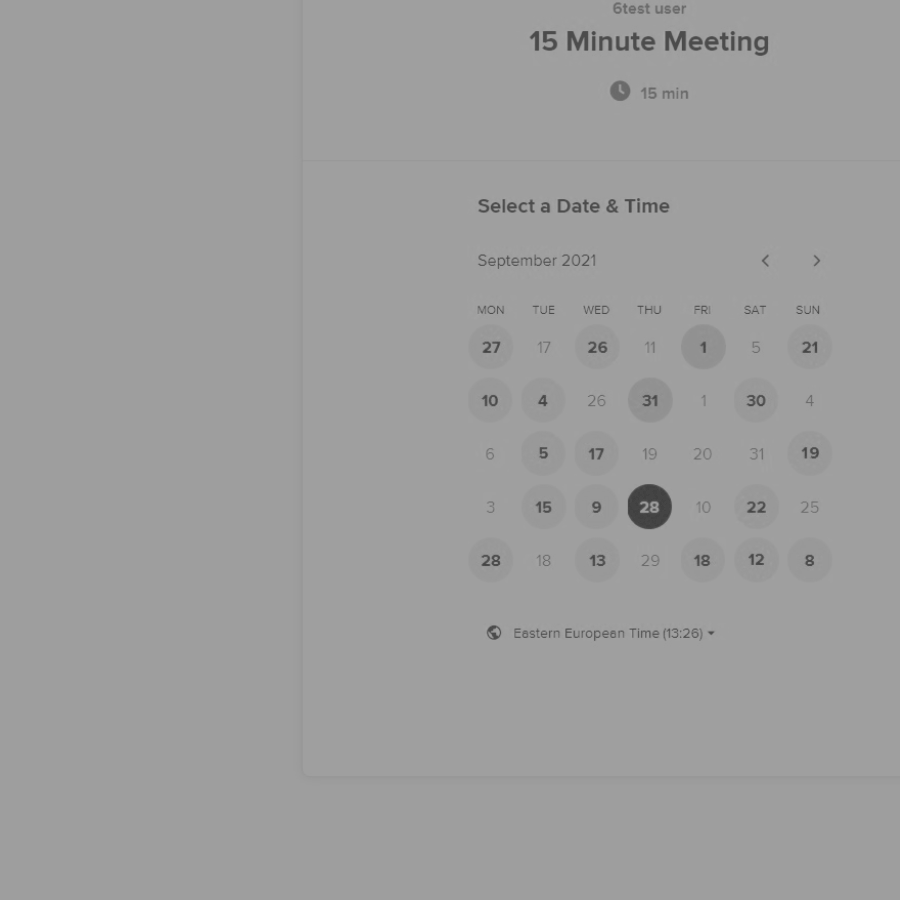 6test user
15 Minute Meeting
15 min
Select a Date & Time
September 2021
MON TUE WED THU FRI SAT SUN
27 17 26 11 1 5 21
10 4 26 31 1 30 4
6 5 17 19 20 31 19
3 15 9 28 10 22 25
28 18 13 29 18 12 8
Eastern European Time (13:26)